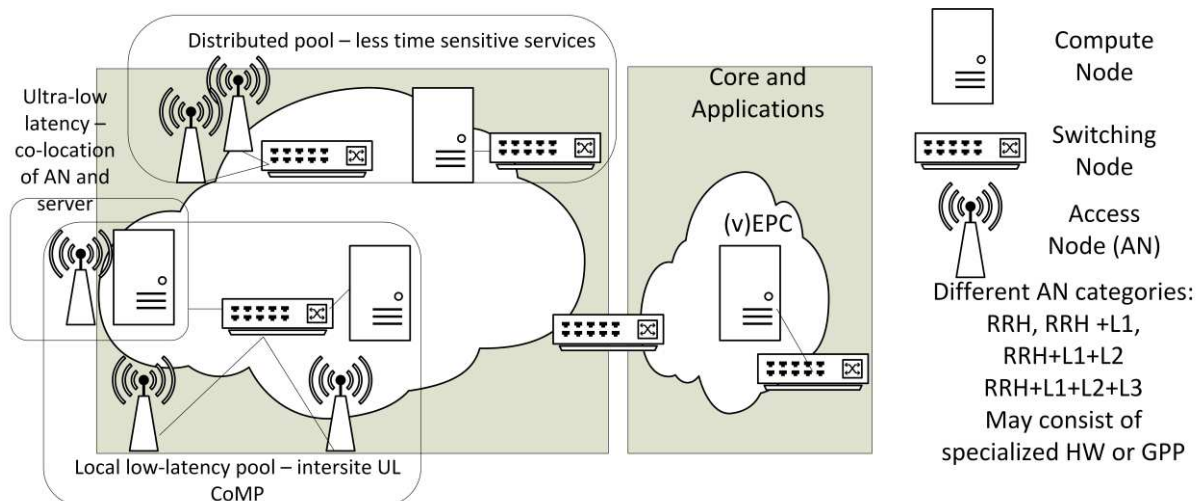 Distributed pool – less time sensitive services
Ultra-low
latency –
co-location
of AN and
server
Local low-latency pool – intersite UL
CoMP
Core and
Applications
(v)EPC
Compute
Node
Switching
Node
Access
Node (AN)
Different AN categories:
RRH, RRH +L1,
RRH+L1+L2
RRH+L1+L2+L3
May consist of
specialized HW or GPP